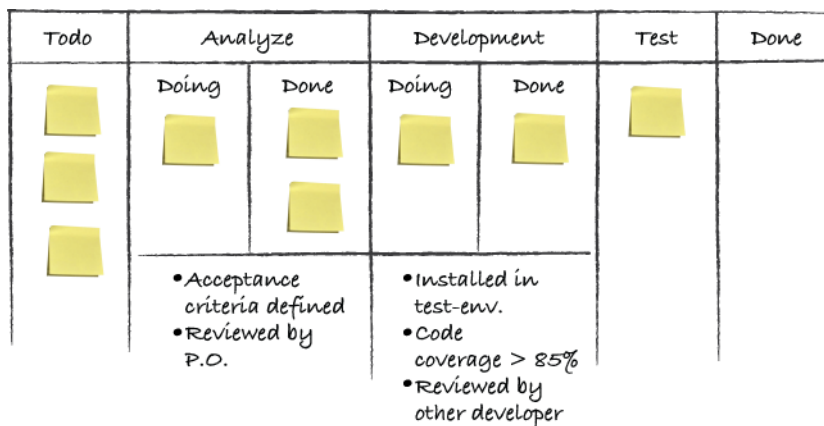 Todo
Analyze
Development
Test
Done
Doing
Done
Doing
Done
•Acceptance
criteria defined
•Reviewed by
P.O.
•Installed in
test-env.
•Code
coverage > 85%
•Reviewed by
other developer